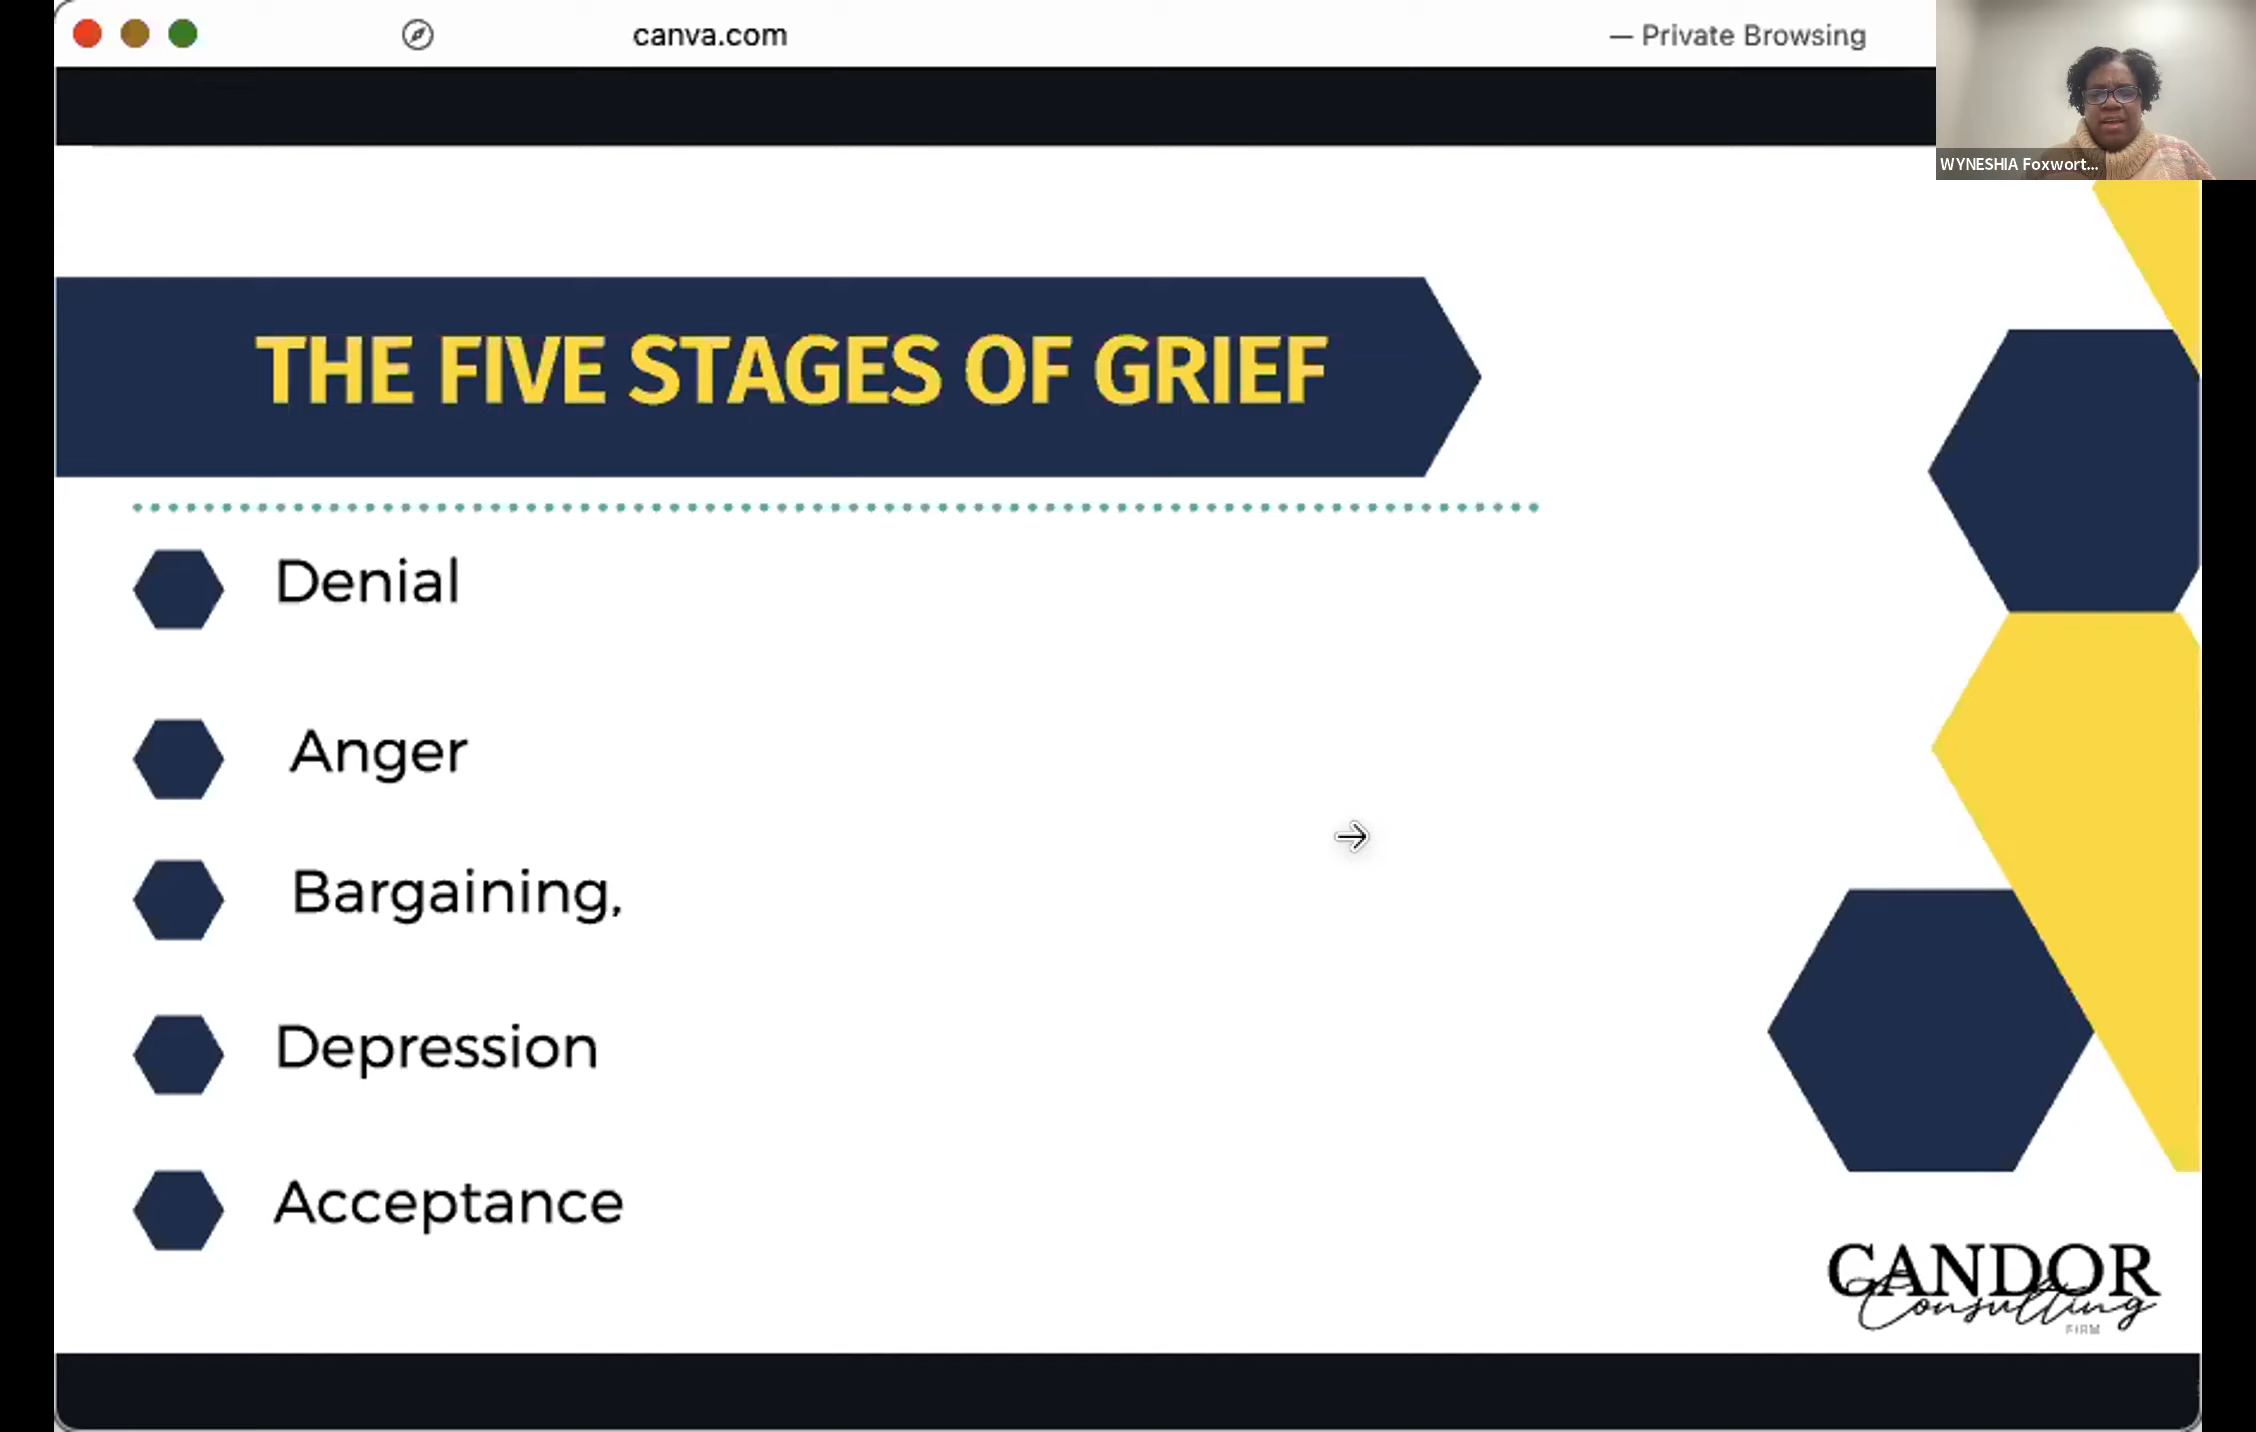 canva.com — Private Browsing
WYNESHIA Foxwort...
THE FIVE STAGES OF GRIEF
Denial
Anger
Bargaining,
Depression
Acceptance
CANDOR
Consulting
FIRM